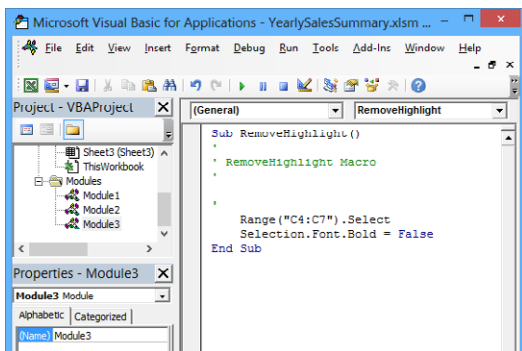 Microsoft Visual Basic for Applications - YearlySalesSummary.xlsm ...
File Edit View Insert Format Debug Run Tools Add-Ins Window Help
Project - VBAProject
(General) RemoveHighlight
Sheet3 (Sheet3)
ThisWorkbook
Modules
Module1
Module2
Module3
Properties - Module3
Module3 Module
Alphabetic Categorized
(Name) Module3
Sub RemoveHighlight()
'
' RemoveHighlight Macro
'
'
Range("C4:C7").Select
Selection.Font.Bold = False
End Sub